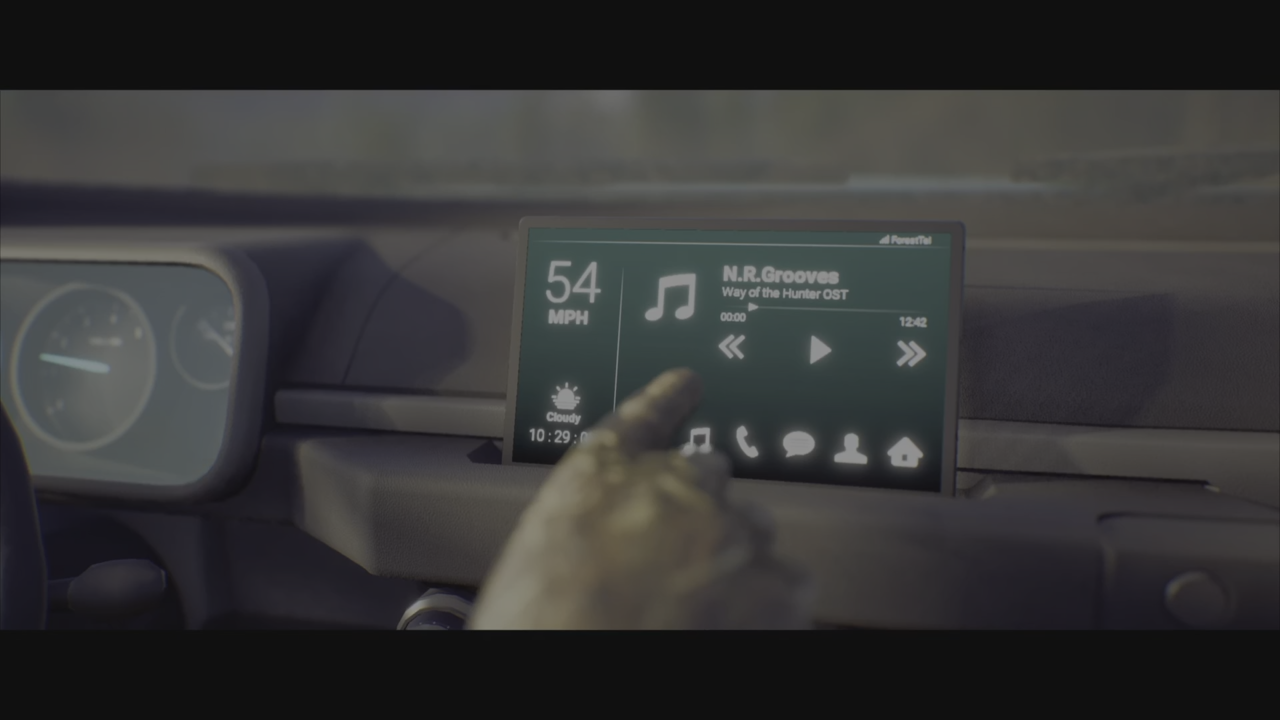 ForestTel
54
MPH
N.R.Grooves
Way of the Hunter OST
00:00
12:42
Cloudy
10:29: